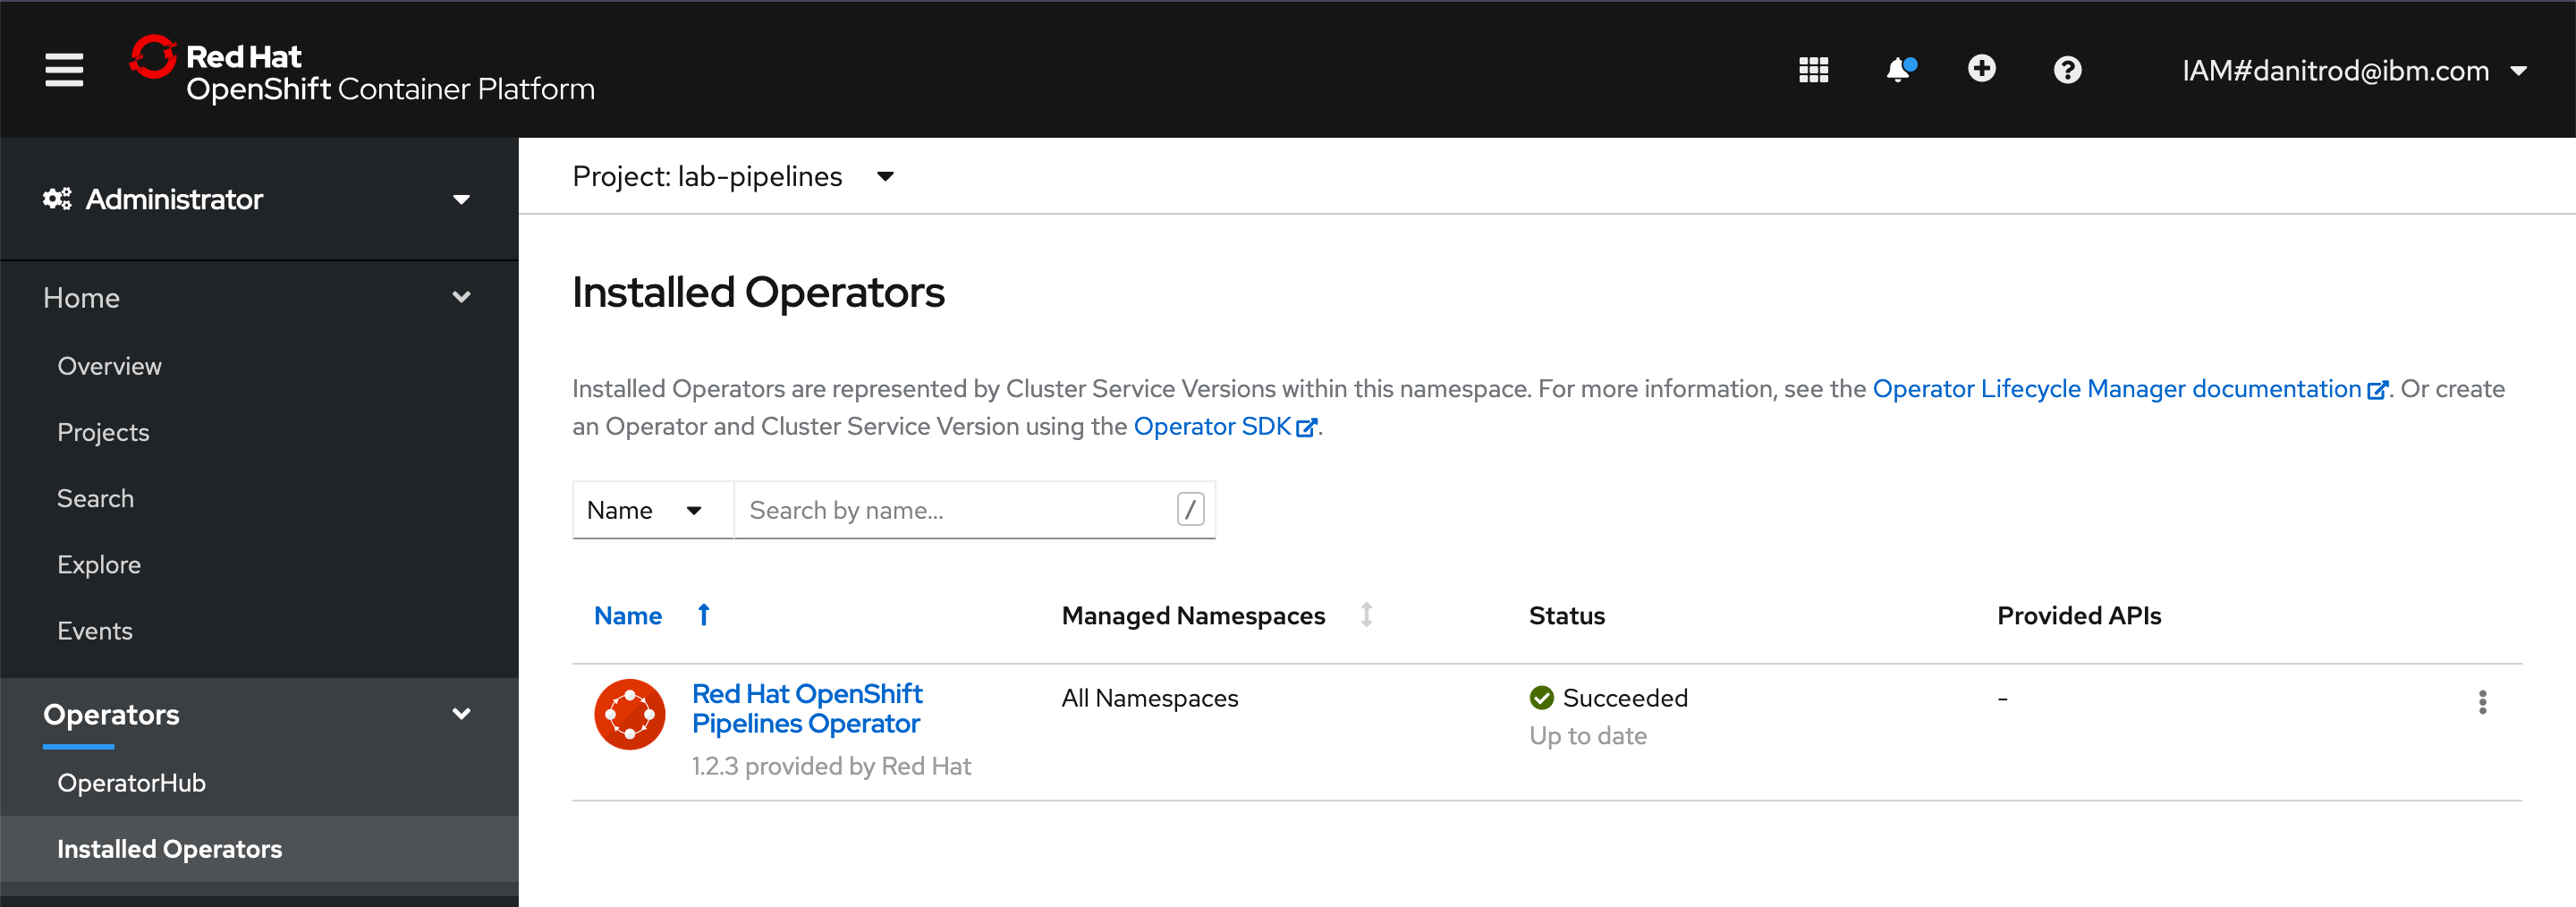 Red Hat
OpenShift Container Platform
IAM#danitrod@ibm.com
Administrator
Home
Overview
Projects
Search
Explore
Events
Operators
OperatorHub
Installed Operators
Project: lab-pipelines
Installed Operators
Installed Operators are represented by Cluster Service Versions within this namespace. For more information, see the Operator Lifecycle Manager documentation. Or create
an Operator and Cluster Service Version using the Operator SDK.
Name
Search by name...
/
Name
Managed Namespaces
Status
Provided APIs
Red Hat OpenShift
Pipelines Operator
1.2.3 provided by Red Hat
All Namespaces
Succeeded
Up to date
-